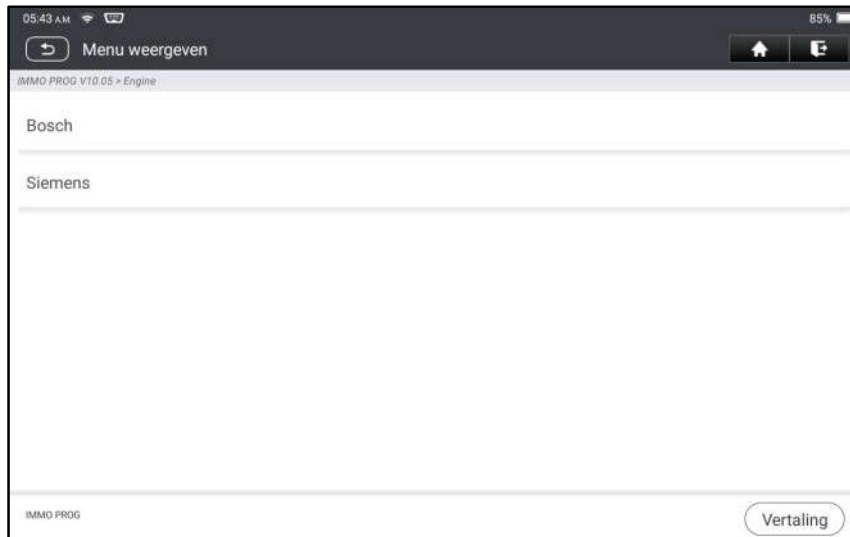 05:43 AM
85%
Menu weergeven
IMMO PROG V10.05 > Engine
Bosch
Siemens
IMMO PROG
Vertaling